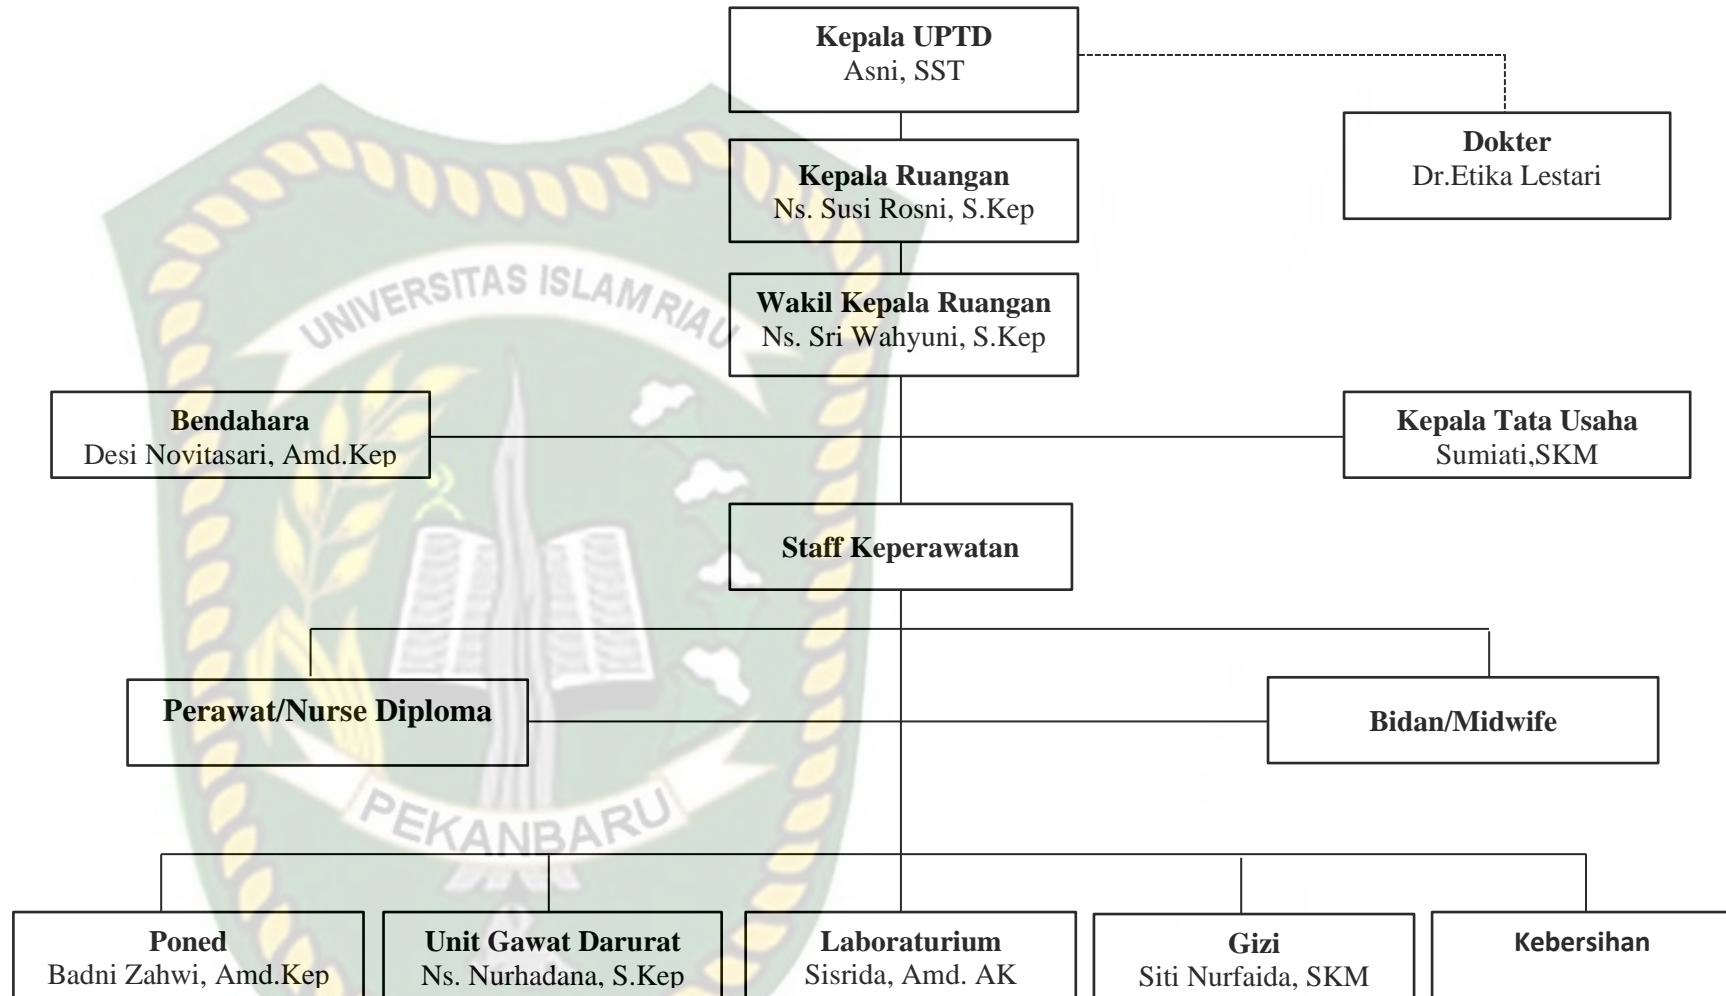 Kepala UPTD
Asni, SST
Dokter
Dr.Etika Lestari
Kepala Ruangan
Ns. Susi Rosni, S.Kep
UNIVERSITAS ISLAM RIAU
Wakil Kepala Ruangan
Ns. Sri Wahyuni, S.Kep
Bendahara
Desi Novitasari, Amd.Kep
Kepala Tata Usaha
Sumiati,SKM
Staff Keperawatan
Perawat/Nurse Diploma
Bidan/Midwife
PEKANBARU
Poned
Badni Zahwi, Amd.Kep
Unit Gawat Darurat
Ns. Nurhadana, S.Kep
Laboraturium
Sisrida, Amd. AK
Gizi
Siti Nurfaida, SKM
Kebersihan